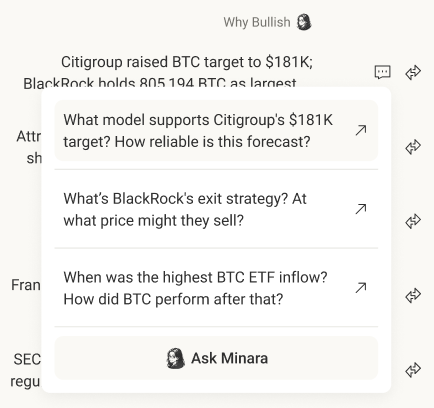 Why Bullish
Citigroup raised BTC target to $181K;
BlackRock holds 805,194 BTC as largest
What model supports Citigroup's $181K
target? How reliable is this forecast?
Attr
sh
What's BlackRock's exit strategy? At
what price might they sell?
When was the highest BTC ETF inflow?
Fran
How did BTC perform after that?
SEC
Ask Minara
regu